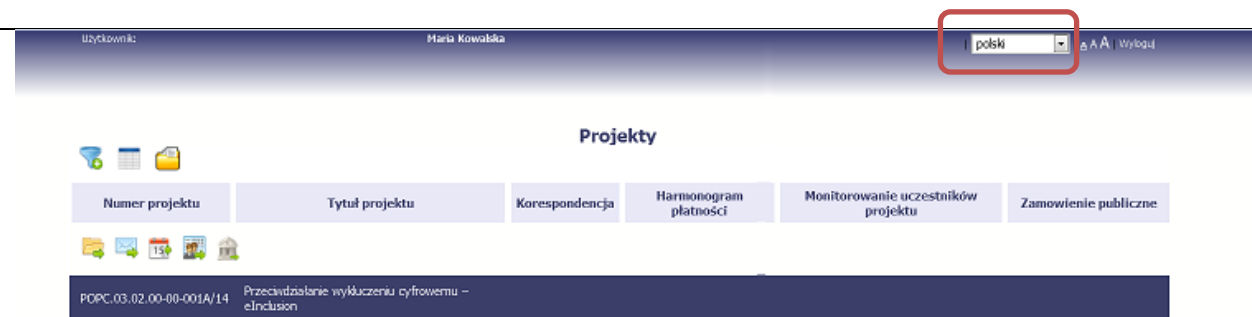 Użytkownik: Maria Kowalska | polski A A A | Wyloguj
Projekty
Numer projektu Tytuł projektu Korespondencja Harmonogram płatności Monitorowanie uczestników projektu Zamowienie publiczne
15
POPC.03.02.00-00-001A/14 Przeciwdziałanie wykluczeniu cyfrowemu –
eInclusion